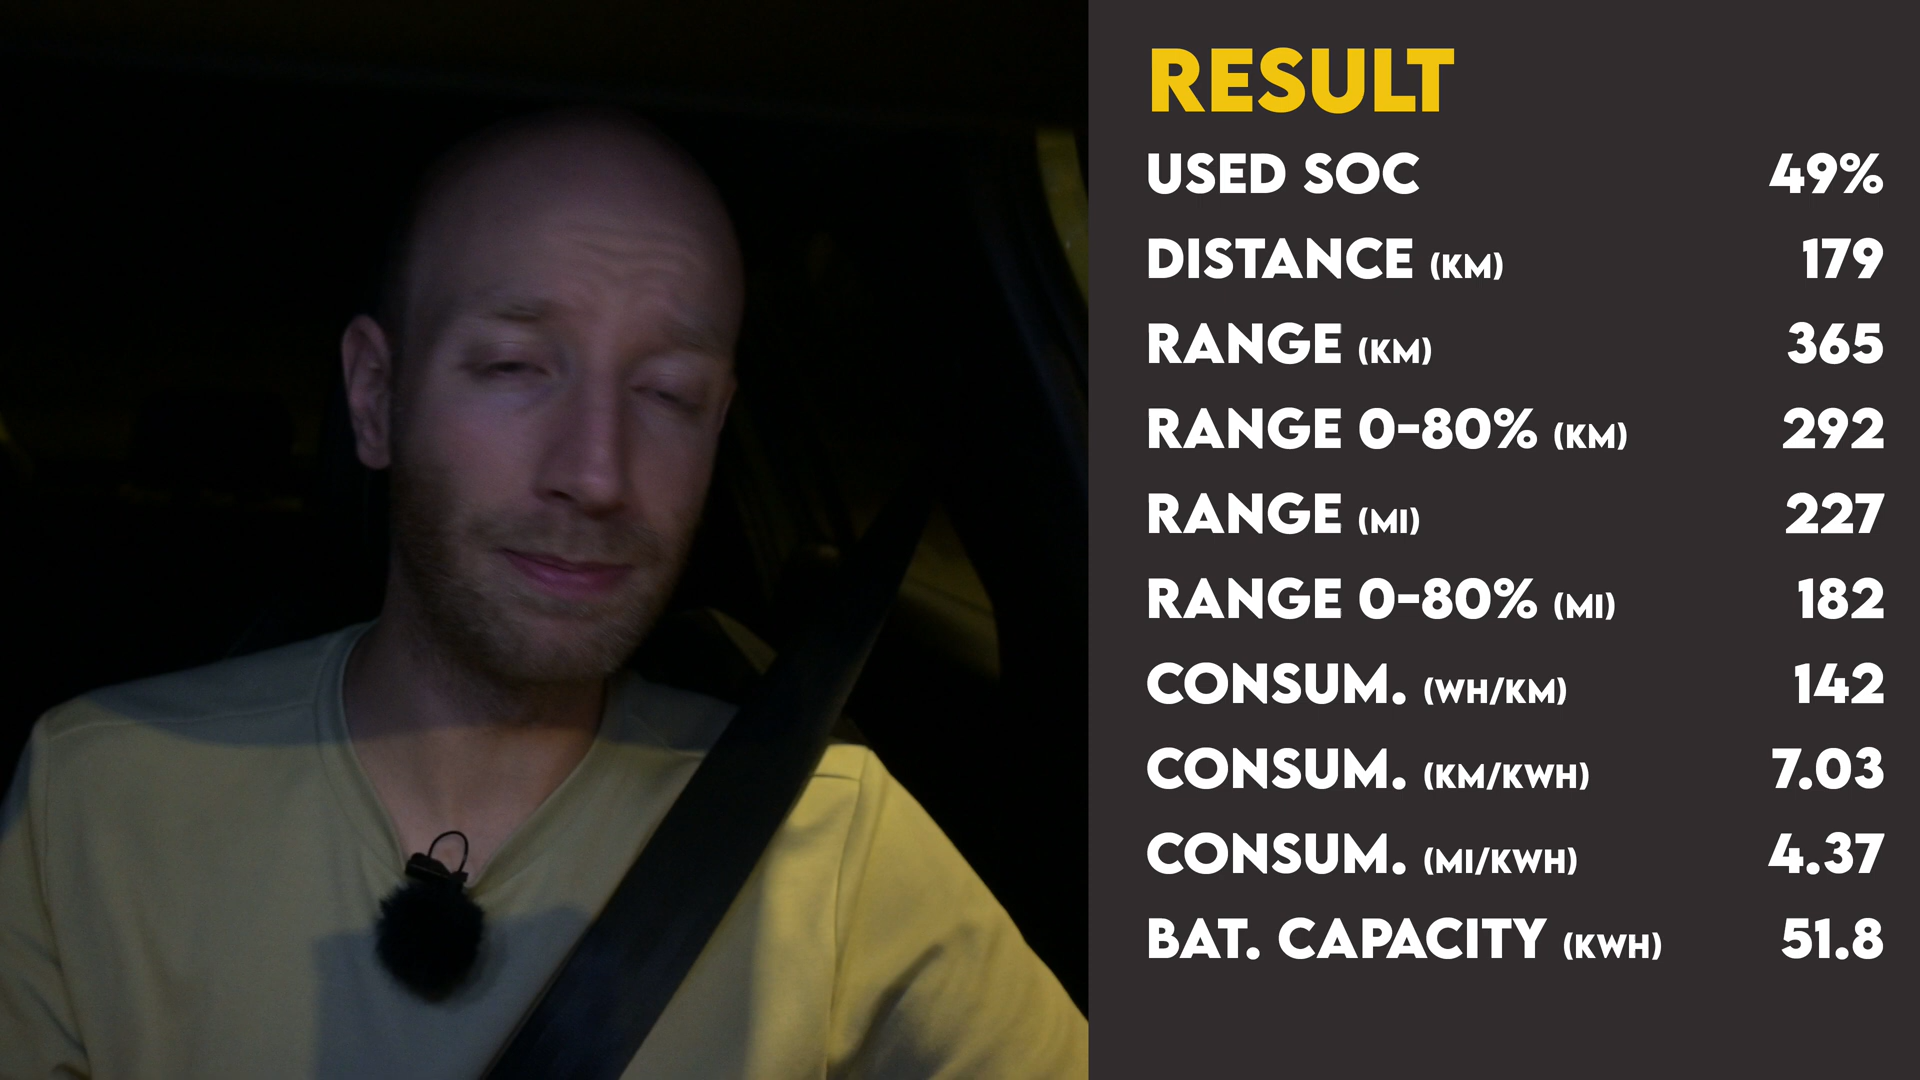 RESULT
USED SOC 49%
DISTANCE (KM) 179
RANGE (KM) 365
RANGE 0-80% (KM) 292
RANGE (MI) 227
RANGE 0-80% (MI) 182
CONSUM. (WH/KM) 142
CONSUM. (KM/KWH) 7.03
CONSUM. (MI/KWH) 4.37
BAT. CAPACITY (KWH) 51.8